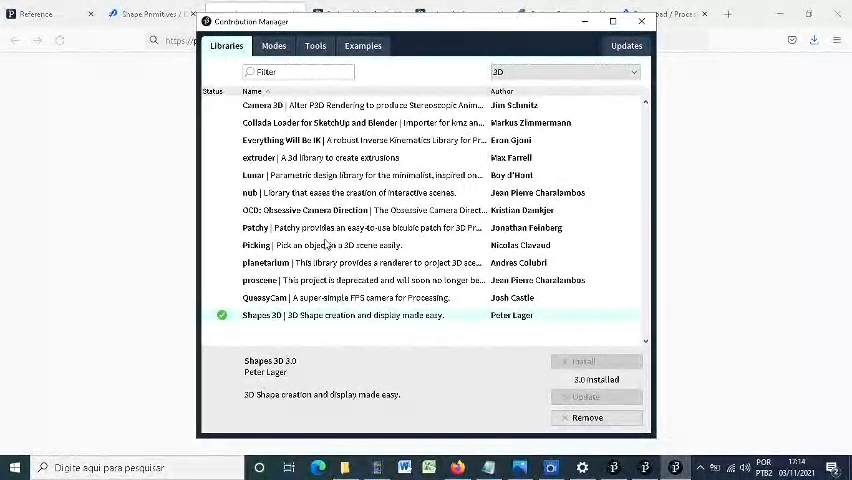 Reference
Shape Primitives / I
oad / Proces
https://p
Contribution Manager
Libraries Modes Tools Examples Updates
Filter 3D
Status Name Author
Camera 3D | Alter P3D Rendering to produce Stereoscopic Anim... Jim Schmitz
Collada Loader for SketchUp and Blender | Importer for kmz an... Markus Zimmermann
Everything Will Be IK | A robust Inverse Kinematics Library for Pr... Eron Gjoni
extruder | A 3d library to create extrusions Max Farrell
Lunar | Parametric design library for the minimalist, inspired on... Boy d'Hont
nub | Library that eases the creation of interactive scenes. Jean Pierre Charalambos
OCD: Obsessive Camera Direction | The Obsessive Camera Direct... Kristian Damkjer
Patchy | Patchy provides an easy-to-use bicubic patch for 3D Pr... Jonathan Feinberg
Picking | Pick an object in a 3D scene easily. Nicolas Clavaud
planetarium | This library provides a renderer to project 3D sce... Andres Colubri
proscene | This project is deprecated and will soon no longer be... Jean Pierre Charalambos
QueasyCam | A super-simple FPS camera for Processing. Josh Castle
Shapes 3D | 3D Shape creation and display made easy. Peter Lager
Shapes 3D 3.0
Peter Lager
3D Shape creation and display made easy.
Install
3.0 installed
Update
Remove
Digite aqui para pesquisar
POR 17:14
PTB2 03/11/2021
2